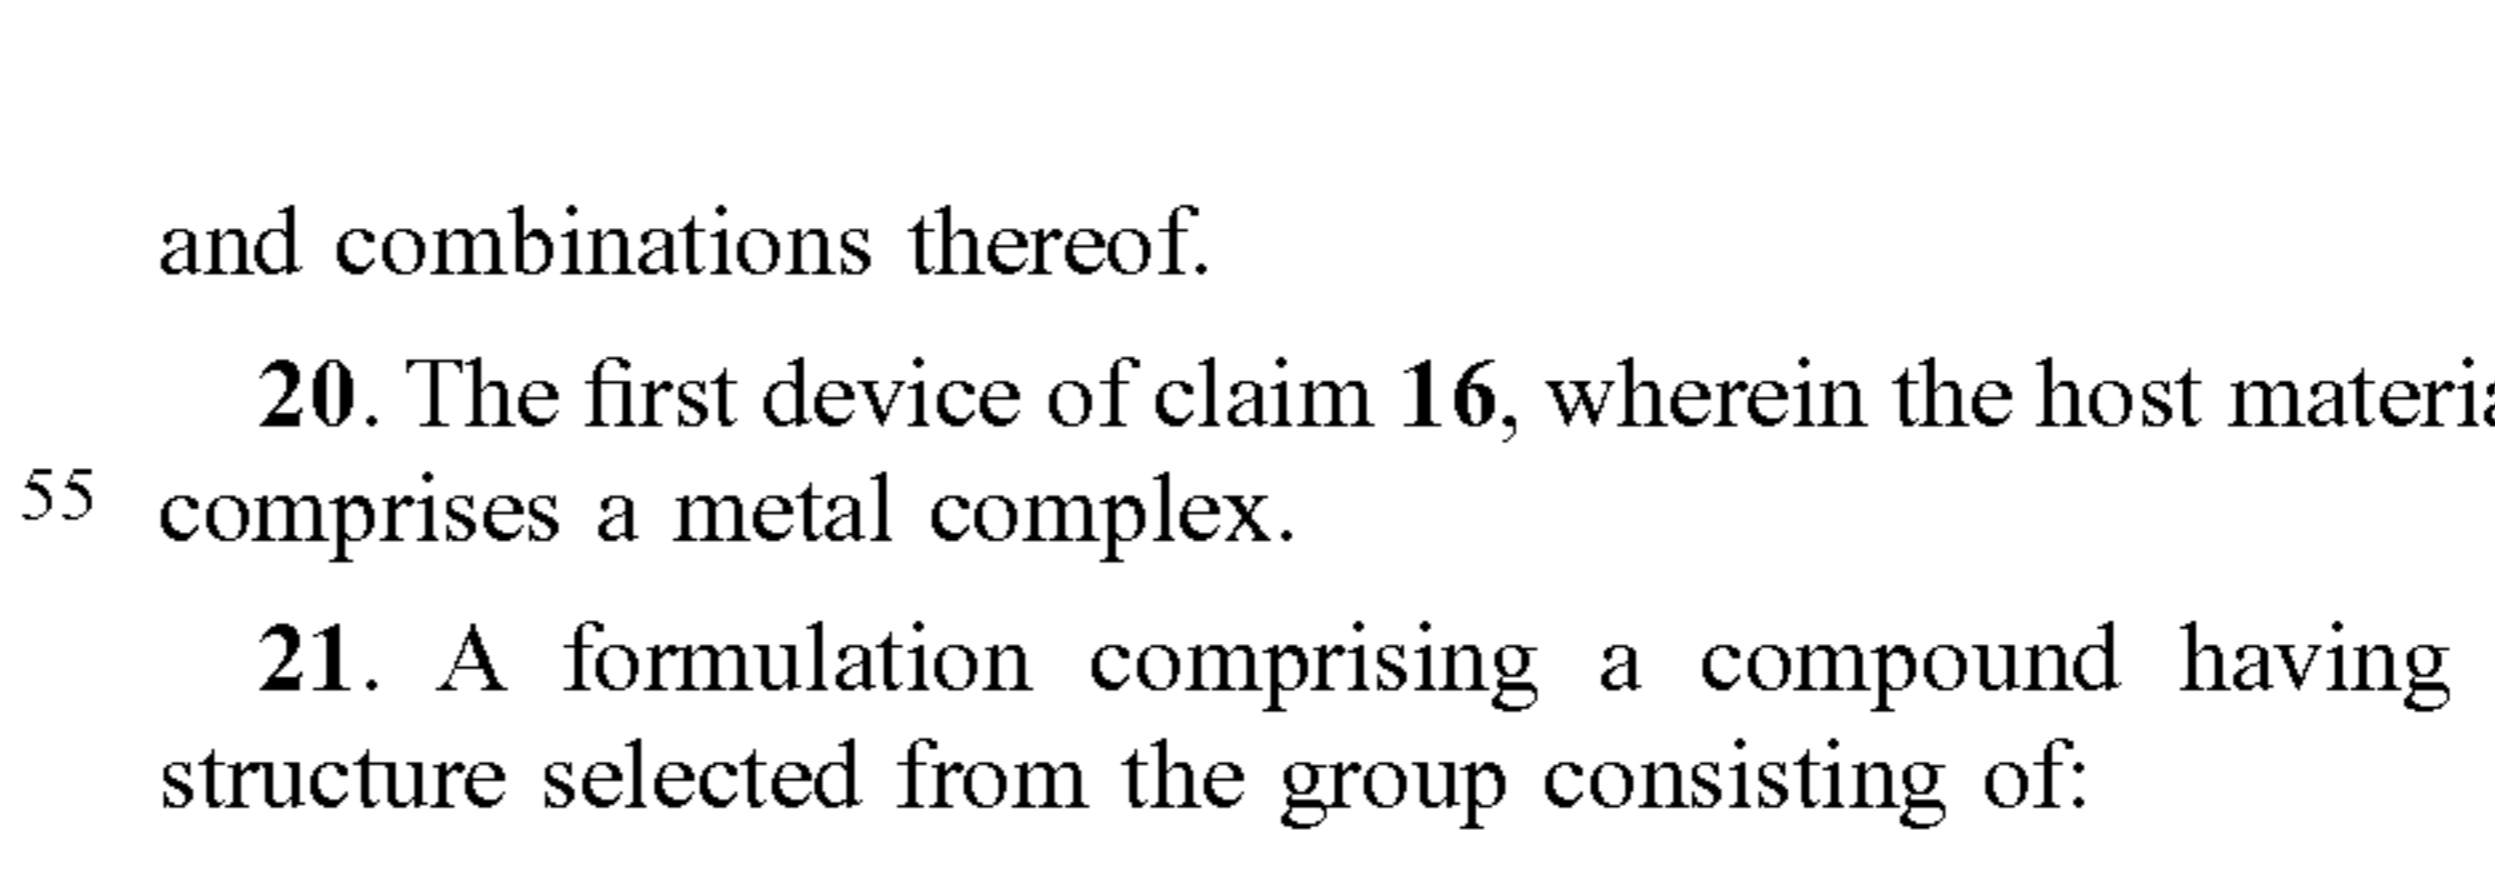 and combinations thereof.
20. The first device of claim 16, wherein the host
55 comprises a metal complex.
21. A formulation comprising a compound having
structure selected from the group consisting of: